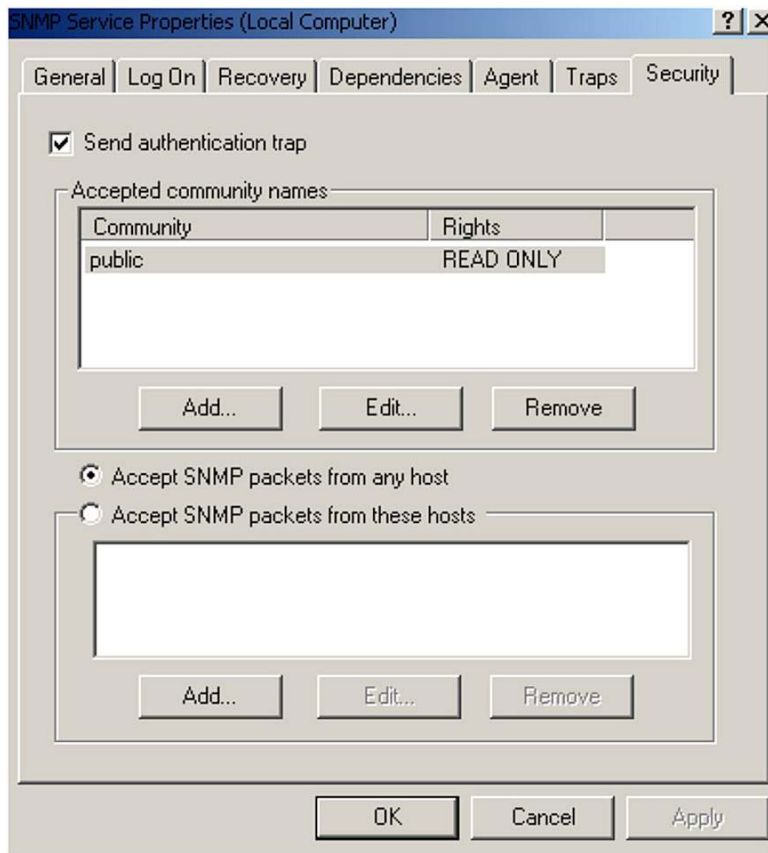 SNMP Service Properties (Local Computer) ? X
General Log On Recovery Dependencies Agent Traps Security
Send authentication trap
Accepted community names
Community Rights
public READ ONLY
Add... Edit... Remove
Accept SNMP packets from any host
Accept SNMP packets from these hosts
Add... Edit... Remove
OK Cancel Apply